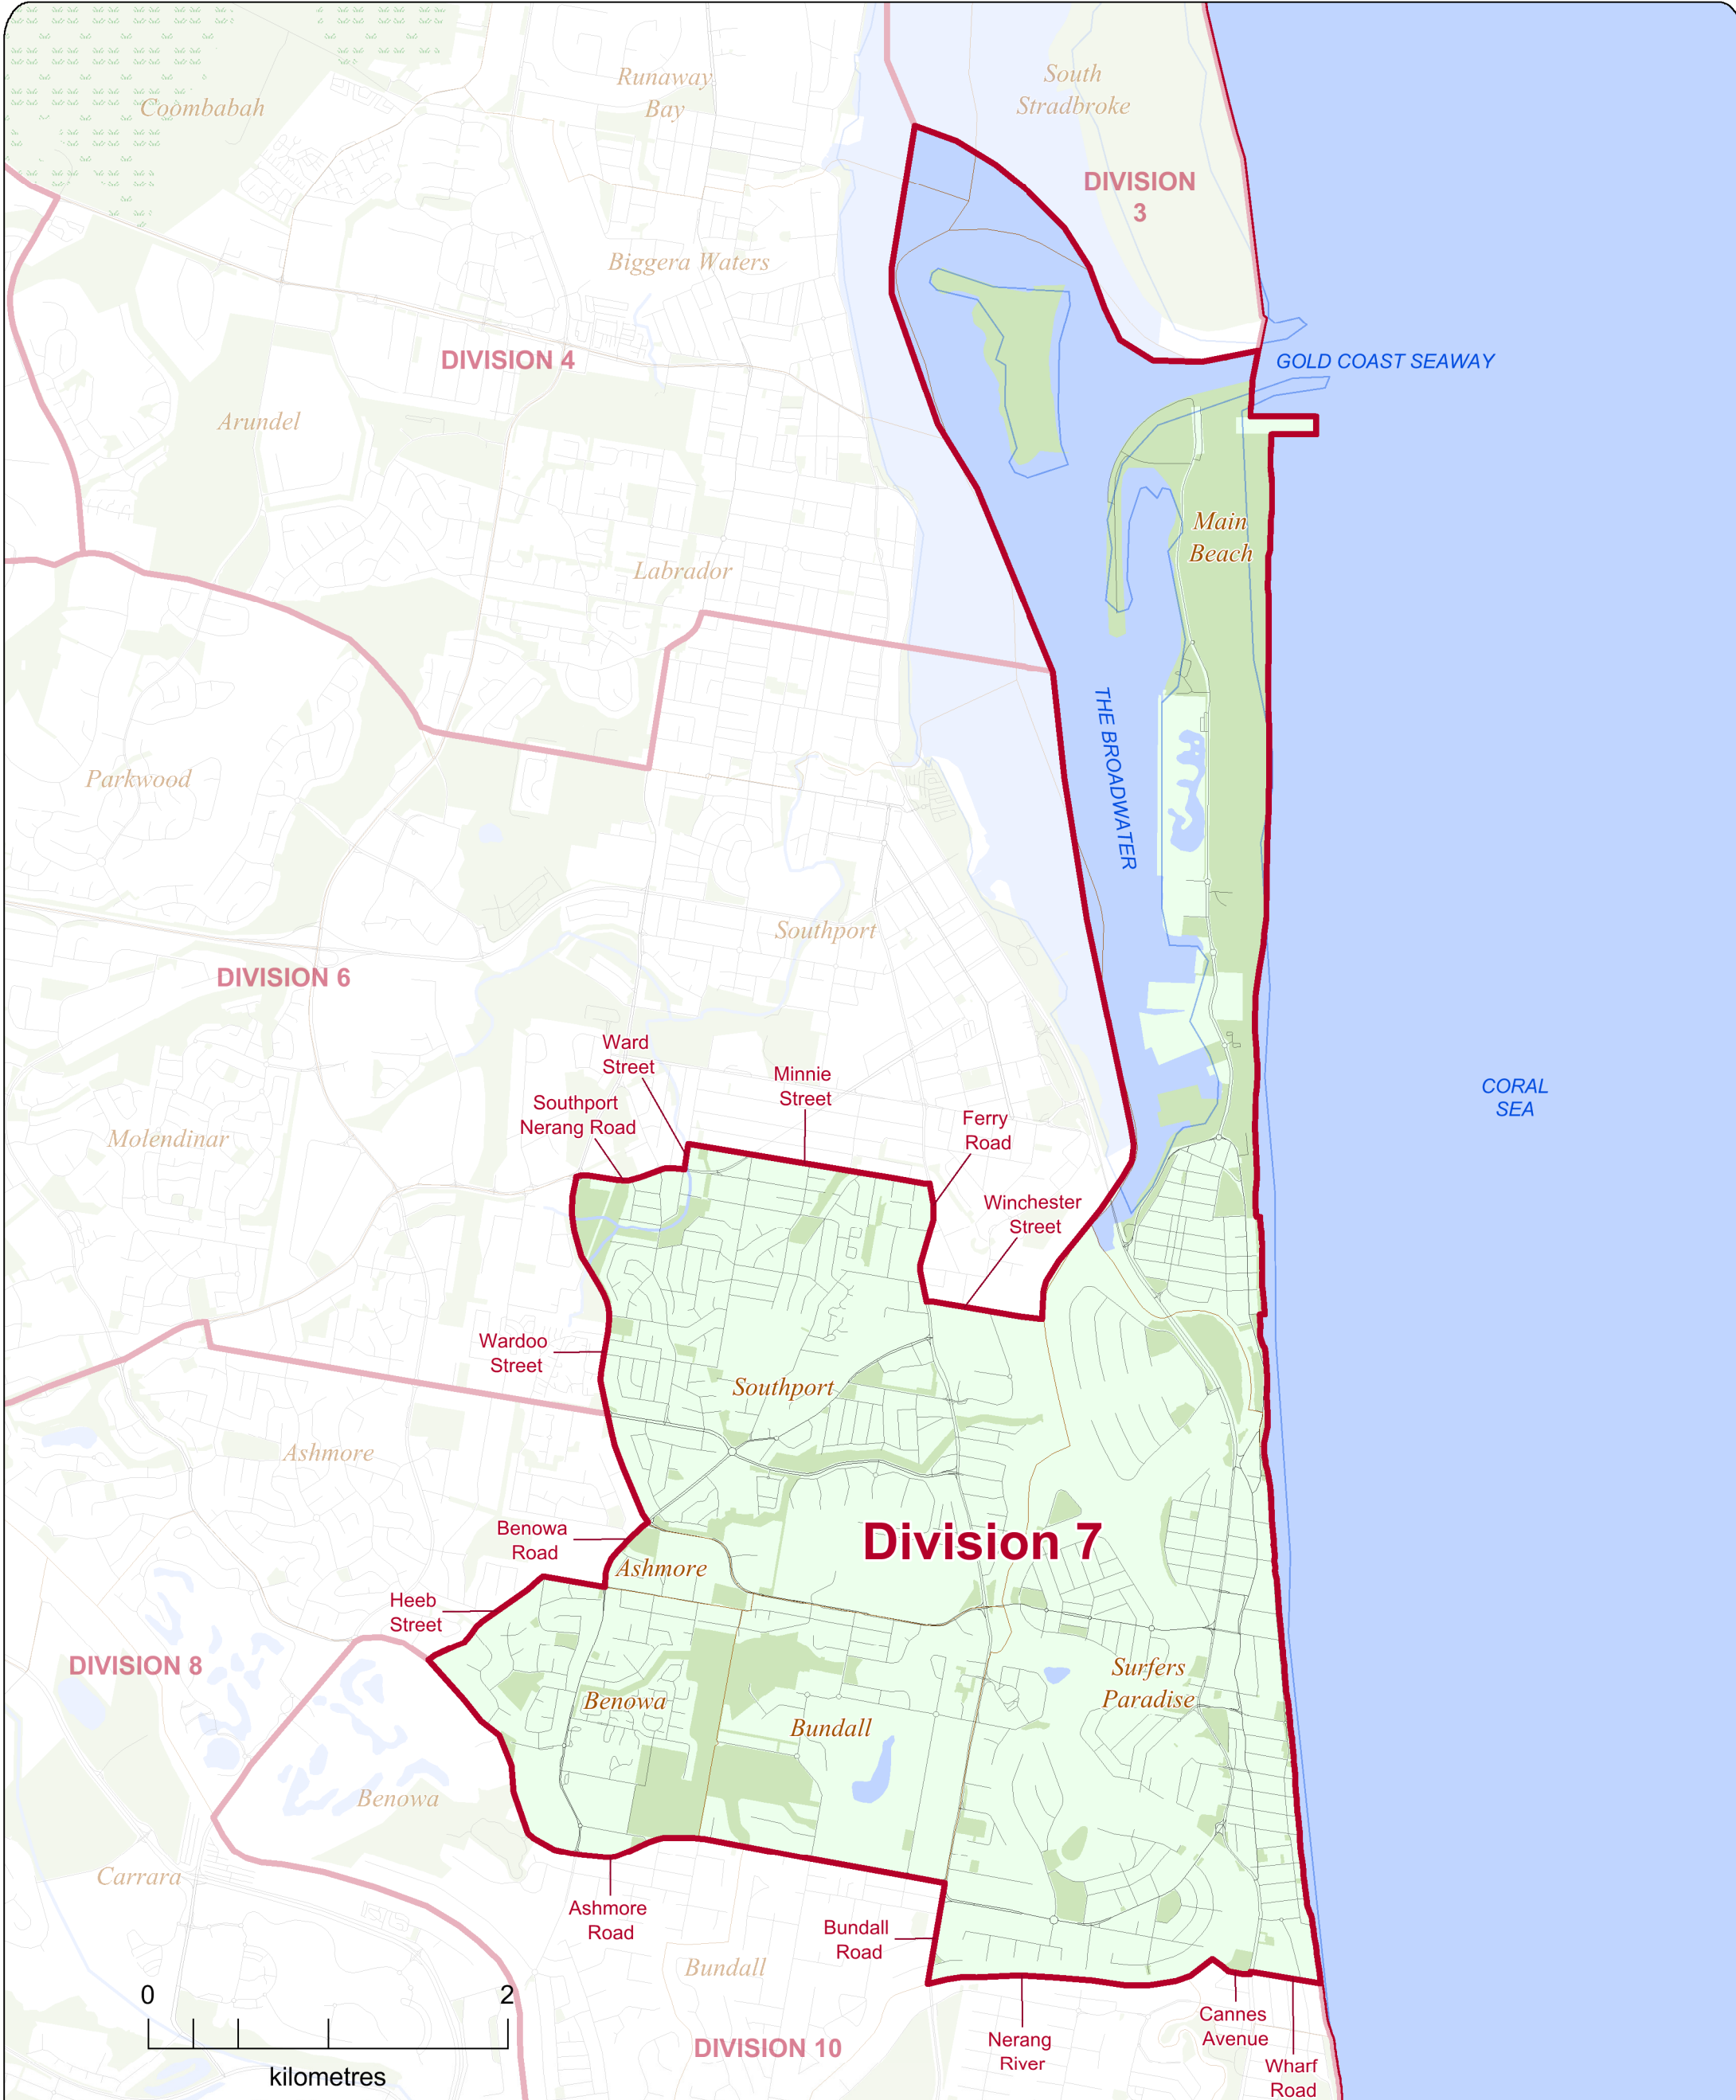 Runaway
Bay
South
Stradbroke
Coombabah
DIVISION
3
Biggera Waters
DIVISION 4
GOLD COAST SEAWAY
Arundel
Main
Beach
Labrador
THE BROADWATER
Parkwood
Southport
DIVISION 6
Ward
Street
Minnie
Street
CORAL
SEA
Southport
Nerang Road
Ferry
Road
Molendinar
Winchester
Street
Wardoo
Street
Southport
Ashmore
Benowa
Road
Division 7
Ashmore
Heeb
Street
DIVISION 8
Surfers
Paradise
Benowa
Bundall
Benowa
Carrara
Ashmore
Road
Bundall
Road
Bundall
0 2
kilometres
Cannes
Avenue
Nerang
River
DIVISION 10
Wharf
Road